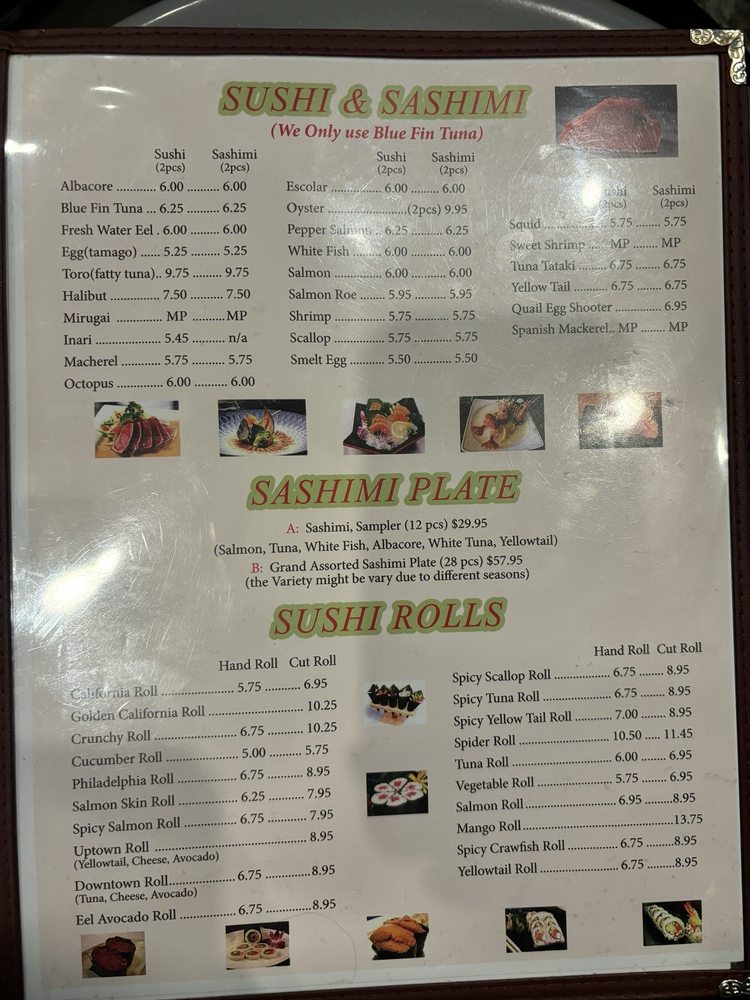 SUSHI & SASHIMI
(We Only use Blue Fin Tuna)
Sushi Sashimi
(2pcs) (2pcs)
Albacore ............ 6.00 .......... 6.00
Blue Fin Tuna ... 6.25 .......... 6.25
Fresh Water Eel . 6.00 .......... 6.00
Egg(tamago) ..... 5.25 .......... 5.25
Toro(fatty tuna).. 9.75 ......... 9.75
Halibut ............... 7.50 .......... 7.50
Mirugai ............ MP ..........MP
Inari .................... 5.45 .......... n/a
Macherel ............ 5.75 .......... 5.75
Octopus ............. 6.00 .......... 6.00
Sushi Sashimi
(2pcs) (2pcs)
Escolar ................ 6.00 ........ 6.00
Oyster .........................(2pcs) 9.95
Pepper Salmon .. 6.25 ........ 6.25
White Fish .......... 6.00 ......... 6.00
Salmon ................ 6.00 ......... 6.00
Salmon Roe ........ 5.95 ......... 5.95
Shrimp ................ 5.75 .......... 5.75
Scallop ................. 5.75 .......... 5.75
Smelt Egg ............ 5.50 .......... 5.50
Sushi Sashimi
(2pcs) (2pcs)
Squid .................. 5.75 ........ 5.75
Sweet Shrimp .... MP ........ MP
Tuna Tataki ........ 6.75 ........ 6.75
Yellow Tail ......... 6.75 ........ 6.75
Quail Egg Shooter ............... 6.95
Spanish Mackerel.. MP ........ MP
SASHIMI PLATE
A: Sashimi, Sampler (12 pcs) $29.95
(Salmon, Tuna, White Fish, Albacore, White Tuna, Yellowtail)
B: Grand Assorted Sashimi Plate (28 pcs) $57.95
(the Variety might be vary due to different seasons)
SUSHI ROLLS
Hand Roll Cut Roll
California Roll .................... 5.75 .......... 6.95
Golden California Roll ........................... 10.25
Crunchy Roll ..................... 6.75 .......... 10.25
Cucumber Roll .................. 5.00 .......... 5.75
Philadelphia Roll ............... 6.75 .......... 8.95
Salmon Skin Roll ............... 6.25 .......... 7.95
Spicy Salmon Roll .............. 6.75 .......... 7.95
Uptown Roll .......................................... 8.95
(Yellowtail, Cheese, Avocado)
Downtown Roll.................. 6.75 ...........8.95
(Tuna, Cheese, Avocado)
Eel Avocado Roll ............... 6.75 ...........8.95
Hand Roll Cut Roll
Spicy Scallop Roll ............... 6.75 ........ 8.95
Spicy Tuna Roll .................. 6.75 ........ 8.95
Spicy Yellow Tail Roll ......... 7.00 ....... 8.95
Spider Roll ......................... 10.50 ..... 11.45
Tuna Roll ............................ 6.00 ........ 6.95
Vegetable Roll .................... 5.75 ........ 6.95
Salmon Roll........................ 6.95 .........8.95
Mango Roll.........................................13.75
Spicy Crawfish Roll ............. 6.75 .........8.95
Yellowtail Roll .................... 6.75 .........8.95